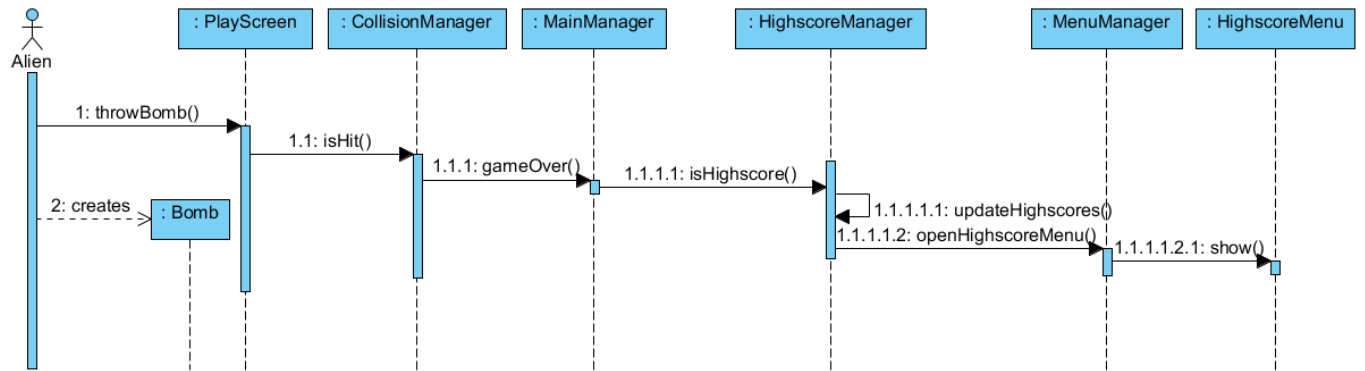 : PlayScreen
: CollisionManager
: MainManager
: HighscoreManager
: MenuManager
: HighscoreMenu
Alien
1: throwBomb()
1.1: isHit()
1.1.1: gameOver()
1.1.1.1: isHighscore()
2: creates
: Bomb
1.1.1.1.1: updateHighscores()
1.1.1.1.2: openHighscoreMenu()
1.1.1.1.2.1: show()